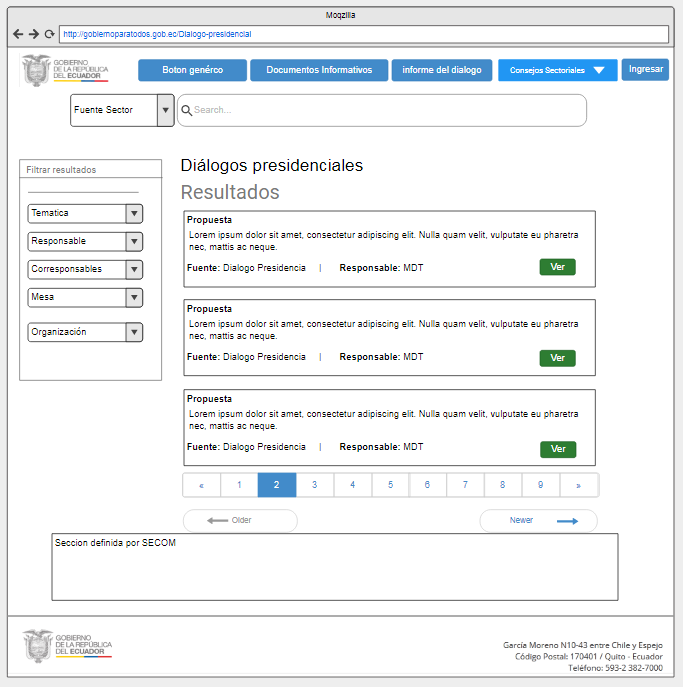 Moqzilla
http://gobiernoparatodos.gob.ec/Dialogo-presidencial
GOBIERNO
DE LA REPÚBLICA
DEL ECUADOR
Boton genérco
Documentos Informativos
informe del dialogo
Consejos Sectoriales
Ingresar
Fuente Sector
Search...
Filtrar resultados
Tematica
Responsable
Corresponsables
Mesa
Organización
Diálogos presidenciales
Resultados
Propuesta
Lorem ipsum dolor sit amet, consectetur adipiscing elit. Nulla quam velit, vulputate eu pharetra
nec, mattis ac neque.
Fuente: Dialogo Presidencia | Responsable: MDT
Ver
Propuesta
Lorem ipsum dolor sit amet, consectetur adipiscing elit. Nulla quam velit, vulputate eu pharetra
nec, mattis ac neque.
Fuente: Dialogo Presidencia | Responsable: MDT
Ver
Propuesta
Lorem ipsum dolor sit amet, consectetur adipiscing elit. Nulla quam velit, vulputate eu pharetra
nec, mattis ac neque.
Fuente: Dialogo Presidencia | Responsable: MDT
Ver
« 1 2 3 4 5 6 7 8 9 »
Older
Newer
Seccion definida por SECOM
GOBIERNO
DE LA REPÚBLICA
DEL ECUADOR
García Moreno N10-43 entre Chile y Espejo
Código Postal: 170401 / Quito - Ecuador
Teléfono: 593-2 382-7000